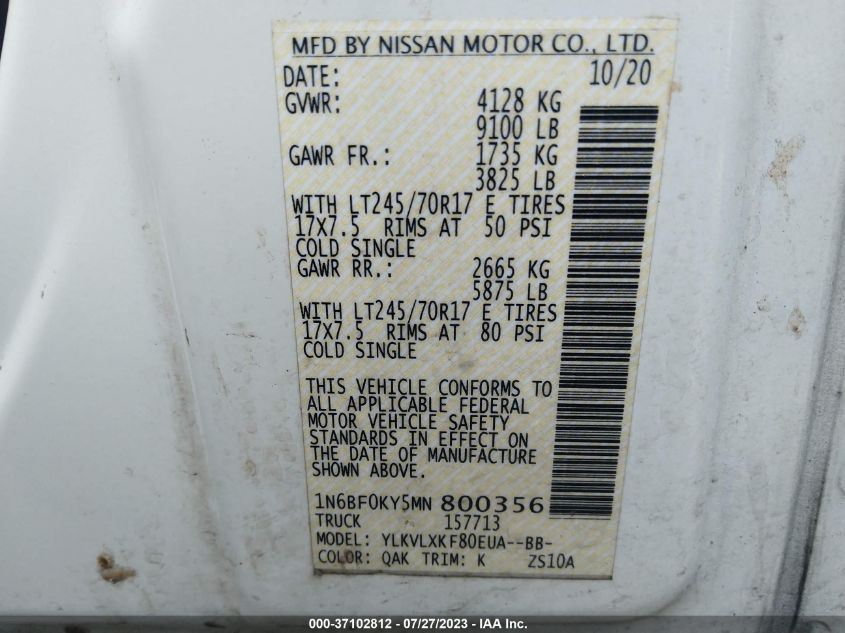 MFD BY NISSAN MOTOR CO., LTD.
DATE: 10/20
GVWR: 4128 KG
9100 LB
GAWR FR.: 1735 KG
3825 LB
WITH LT245/70R17 E TIRES
17X7.5 RIMS AT 50 PSI
COLD SINGLE
GAWR RR.: 2665 KG
5875 LB
WITH LT245/70R17 E TIRES
17X7.5 RIMS AT 80 PSI
COLD SINGLE
THIS VEHICLE CONFORMS TO
ALL APPLICABLE FEDERAL
MOTOR VEHICLE SAFETY
STANDARDS IN EFFECT ON
THE DATE OF MANUFACTURE
SHOWN ABOVE.
1N6BF0KY5MN 800356
TRUCK 157713
MODEL: YLKVLXKF80EUA--BB-
COLOR: QAK TRIM: K ZS10A
000-37102812 - 07/27/2023 - IAA Inc.